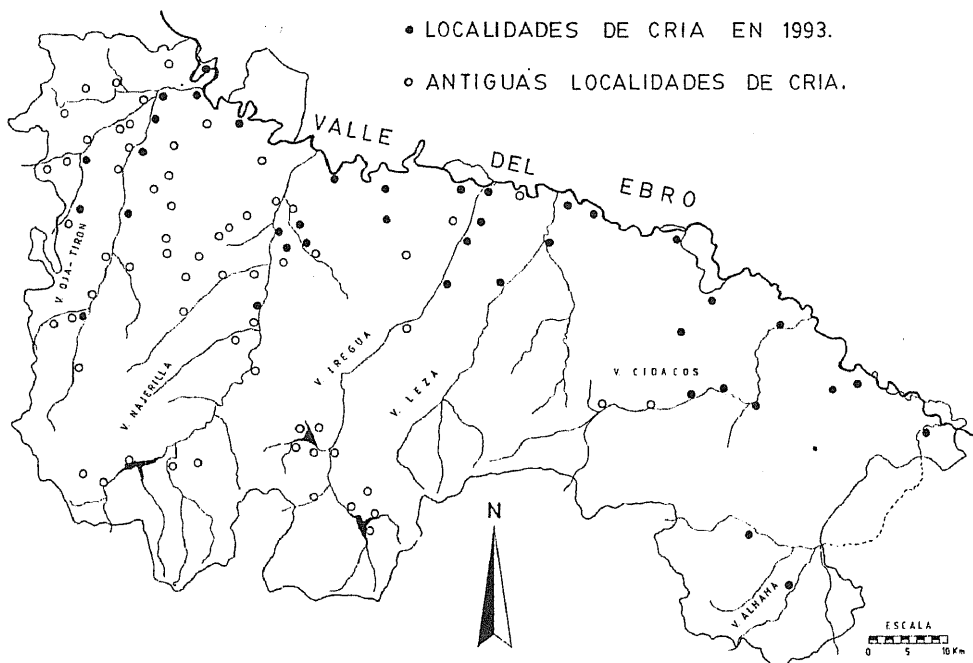 LOCALIDADES DE CRIA EN 1993.
ANTIGUAS LOCALIDADES DE CRIA.
VALLE DEL EBRO
V. OJA-TIRON
V. NAJERILLA
V. IREGUA
V. LEZA
V. CIDACOS
N
V. ALHAMA
ESCALA
0 5 10 Km